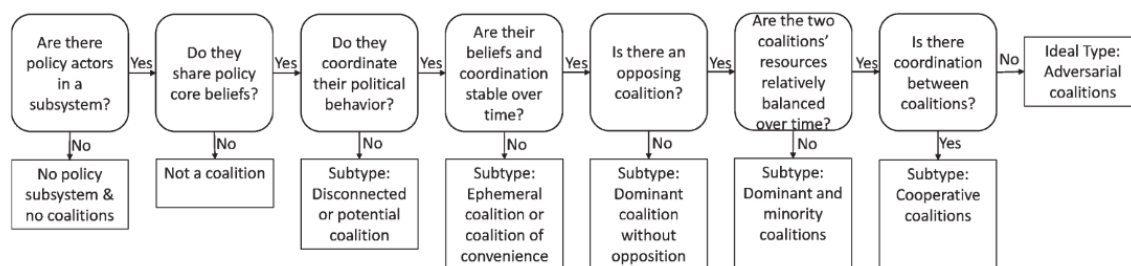 Are there
policy actors
in a
subsystem?
Yes
Do they
share policy
core beliefs?
Yes
Do they
coordinate
their political
behavior?
Yes
Are their
beliefs and
coordination
stable over
time?
Yes
Is there an
opposing
coalition?
Yes
Are the two
coalitions’
resources
relatively
balanced
over time?
Yes
Is there
coordination
between
coalitions?
No
Ideal Type:
Adversarial
coalitions
No
No policy
subsystem &
no coalitions
No
Not a coalition
No
Subtype:
Disconnected
or potential
coalition
No
Subtype:
Ephemeral
coalition or
coalition of
convenience
No
Subtype:
Dominant
coalition
without
opposition
No
Subtype:
Dominant and
minority
coalitions
Yes
Subtype:
Cooperative
coalitions